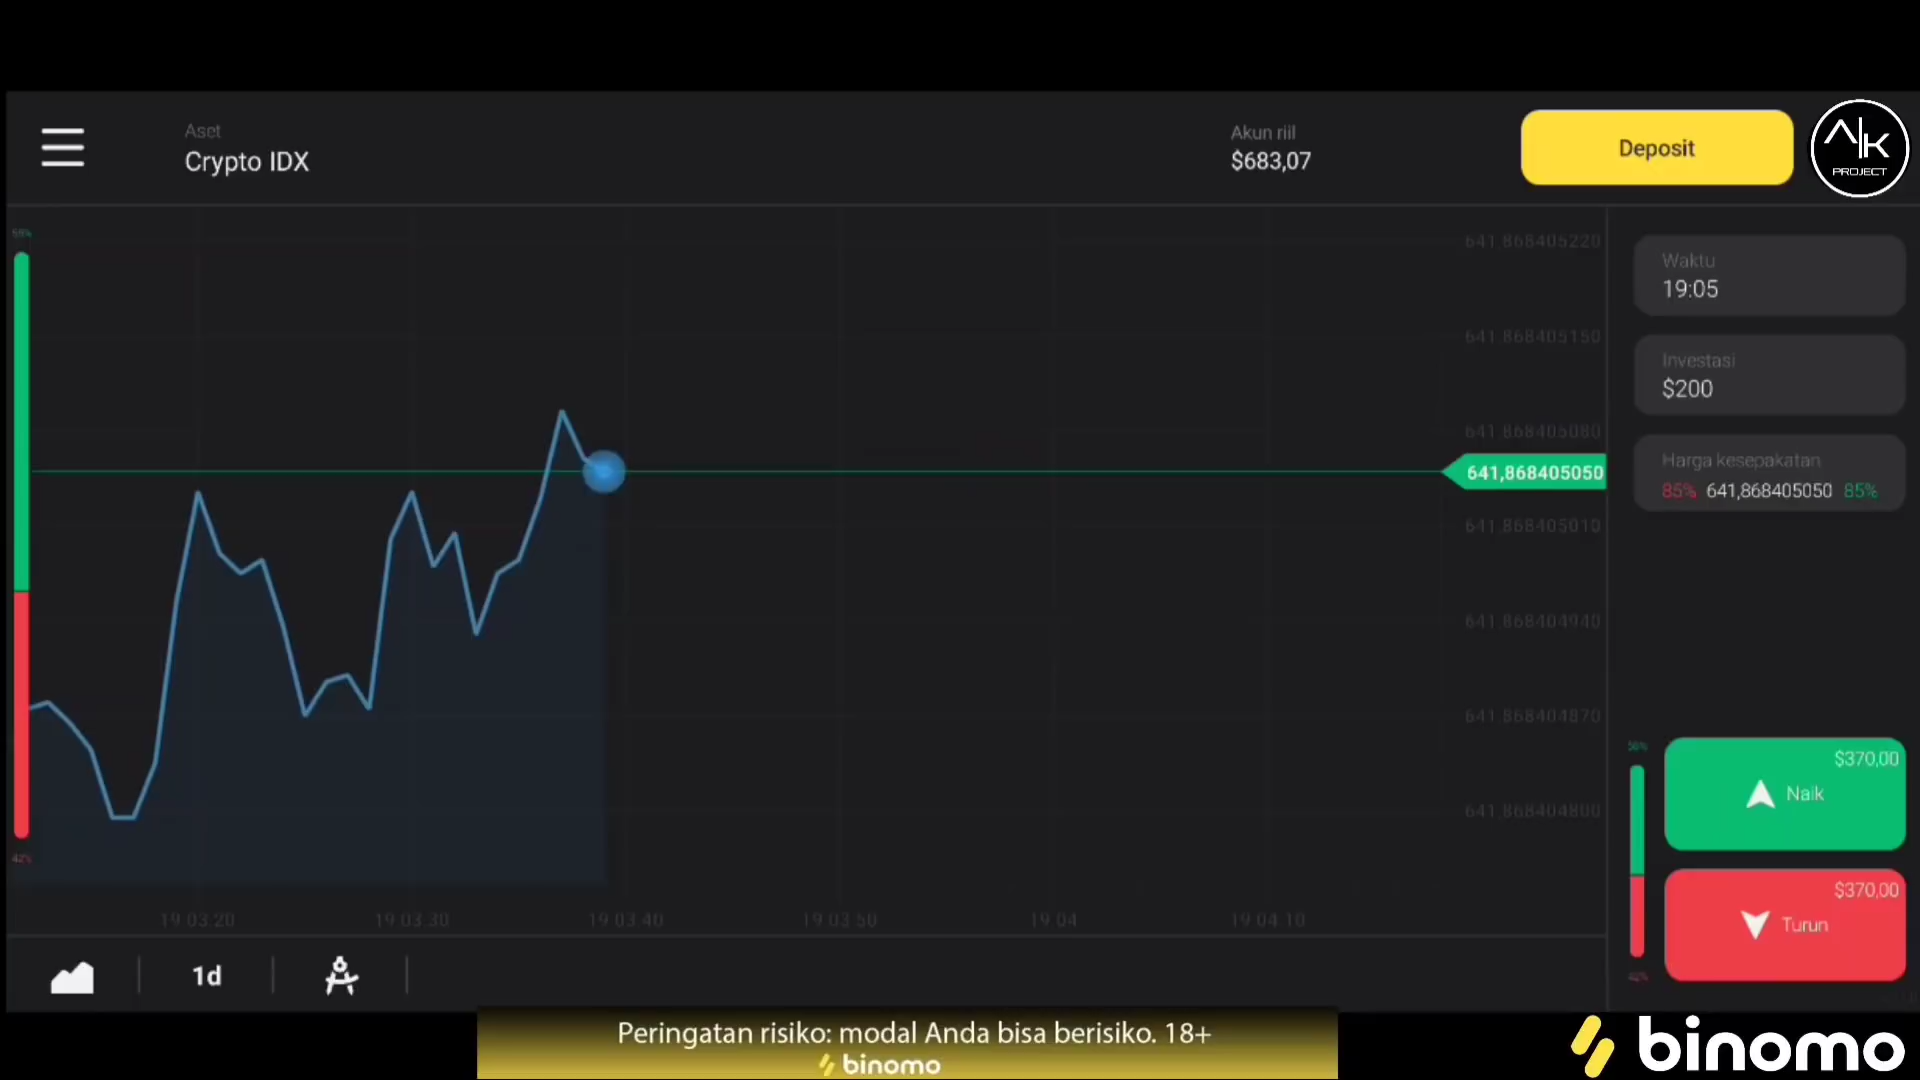 Aset
Crypto IDX
Akun riil
$683,07
Deposit
AK
PROJECT
641.868405220
641.868405150
641.868405080
641,868405050
641.868405010
641.868404940
641.868404870
641.868404800
Waktu
19:05
Investasi
$200
Harga kesepakatan
85% 641,868405050 85%
$370,00
Naik
$370,00
Turun
42%
19:03:20
19:03:30
19:03:40
19:03:50
19:04
19:04:10
1d
Peringatan risiko: modal Anda bisa berisiko. 18+
binomo
binomo